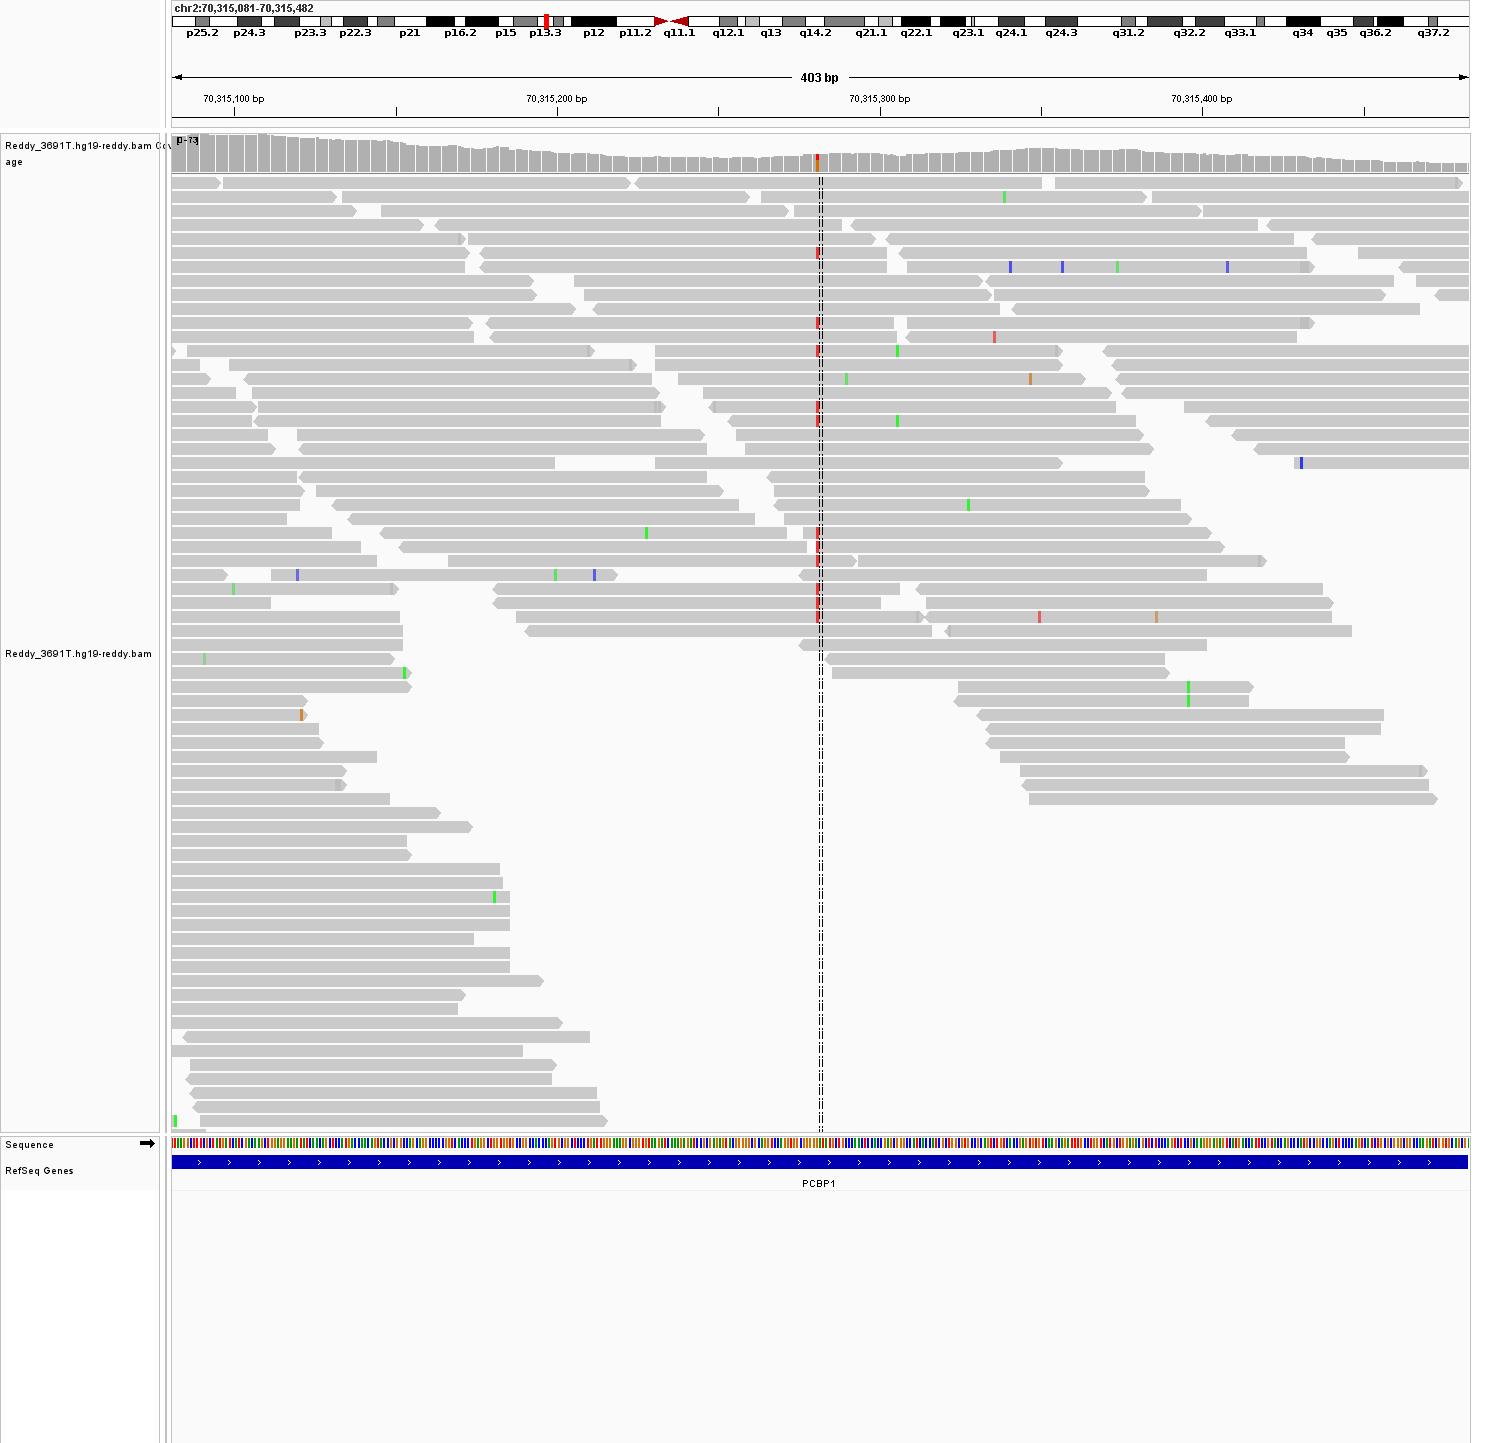 chr2:70,315,081-70,315,482
p25.2 p24.3 p23.3 p22.3 p21 p16.2 p15 p13.3 p12 p11.2 q11.1 q12.1 q13 q14.2 q21.1 q22.1 q23.1 q24.1 q24.3 q31.2 q32.2 q33.1 q34 q35 q36.2 q37.2
403 bp
70,315,100 bp 70,315,200 bp 70,315,300 bp 70,315,400 bp
Reddy_3691T.hg19-reddy.bam Cov
age
Reddy_3691T.hg19-reddy.bam
Sequence
RefSeq Genes
PCBP1